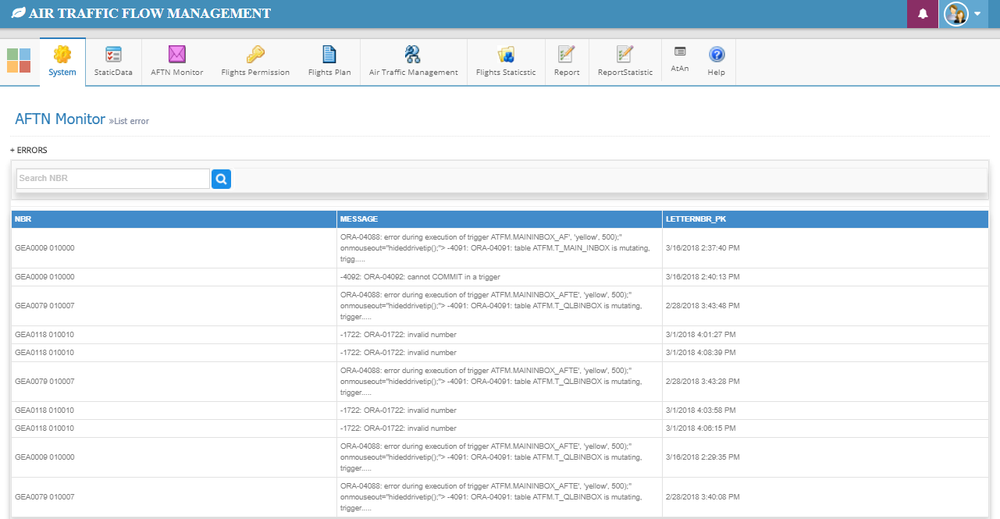 AIR TRAFFIC FLOW MANAGEMENT
System StaticData AFTN Monitor Flights Permission Flights Plan Air Traffic Management Flights Staticstic Report ReportStatistic AtAn Help
AFTN Monitor »List error
+ ERRORS
Search NBR
NBR MESSAGE LETTERNBR_PK
GEA0009 010000
ORA-04088: error during execution of trigger ATFM.MAININBOX_AF', 'yellow', 500);"
onmouseout="hideddrivetip();"> -4091: ORA-04091: table ATFM.T_MAIN_INBOX is mutating,
trigg.....
3/16/2018 2:37:40 PM
GEA0009 010000 -4092: ORA-04092: cannot COMMIT in a trigger 3/16/2018 2:40:13 PM
GEA0079 010007
ORA-04088: error during execution of trigger ATFM.MAININBOX_AFTE', 'yellow', 500);"
onmouseout="hideddrivetip();"> -4091: ORA-04091: table ATFM.T_QLBINBOX is mutating,
trigger.....
2/28/2018 3:43:48 PM
GEA0118 010010 -1722: ORA-01722: invalid number 3/1/2018 4:01:27 PM
GEA0118 010010 -1722: ORA-01722: invalid number 3/1/2018 4:08:39 PM
GEA0079 010007
ORA-04088: error during execution of trigger ATFM.MAININBOX_AFTE', 'yellow', 500);"
onmouseout="hideddrivetip();"> -4091: ORA-04091: table ATFM.T_QLBINBOX is mutating,
trigger.....
2/28/2018 3:43:28 PM
GEA0118 010010 -1722: ORA-01722: invalid number 3/1/2018 4:03:58 PM
GEA0118 010010 -1722: ORA-01722: invalid number 3/1/2018 4:06:15 PM
GEA0009 010000
ORA-04088: error during execution of trigger ATFM.MAININBOX_AFTE', 'yellow', 500);"
onmouseout="hideddrivetip();"> -4091: ORA-04091: table ATFM.T_QLBINBOX is mutating,
trigger.....
3/16/2018 2:29:35 PM
GEA0079 010007
ORA-04088: error during execution of trigger ATFM.MAININBOX_AFTE', 'yellow', 500);"
onmouseout="hideddrivetip();"> -4091: ORA-04091: table ATFM.T_QLBINBOX is mutating,
trigger.....
2/28/2018 3:40:08 PM